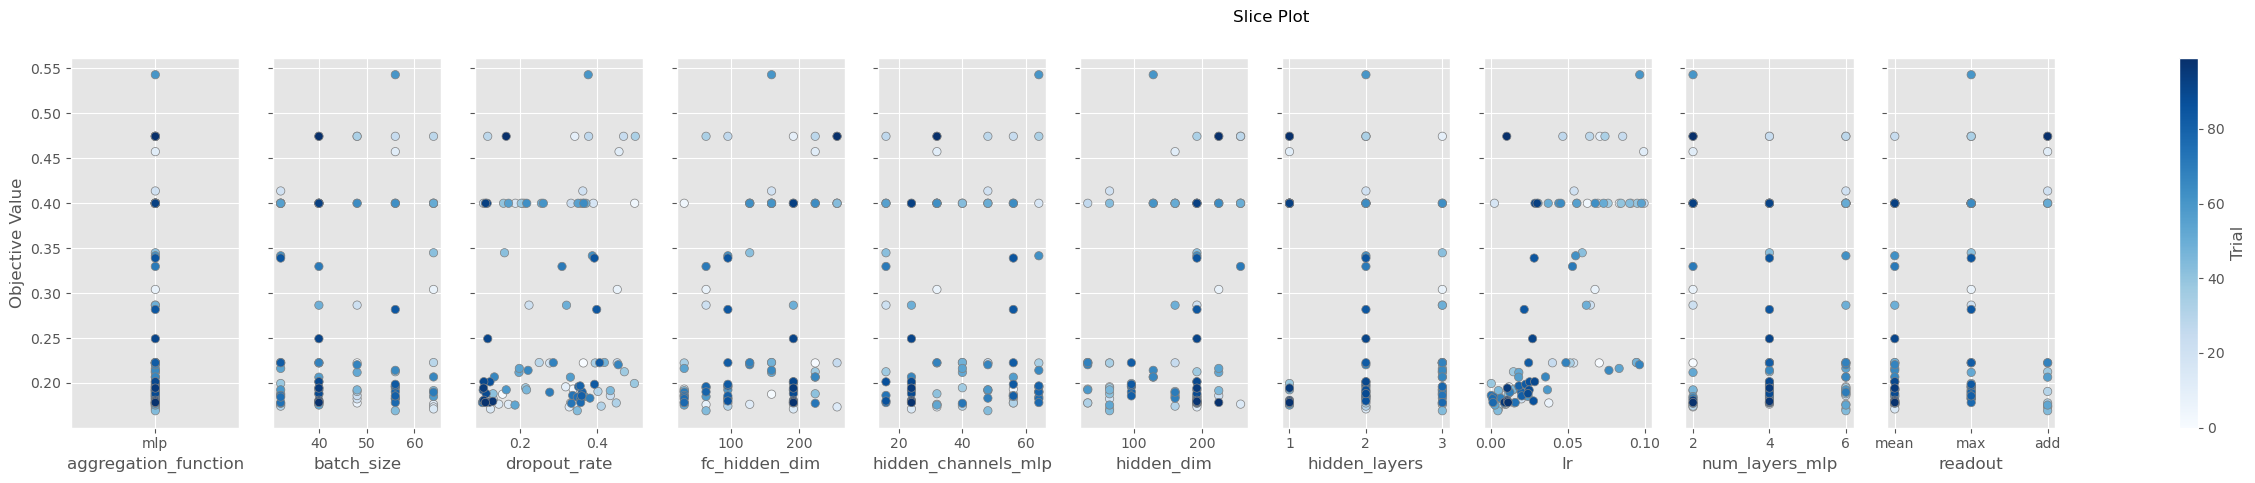 Slice Plot
Objective Value
0.55
0.50
0.45
0.40
0.35
0.30
0.25
0.20
mlp
aggregation_function
40 50 60
batch_size
0.2 0.4
dropout_rate
100 200
fc_hidden_dim
20 40 60
hidden_channels_mlp
100 200
hidden_dim
1 2 3
hidden_layers
0.00 0.05 0.10
lr
2 4 6
num_layers_mlp
mean max add
readout
80
60
40
20
0
Trial